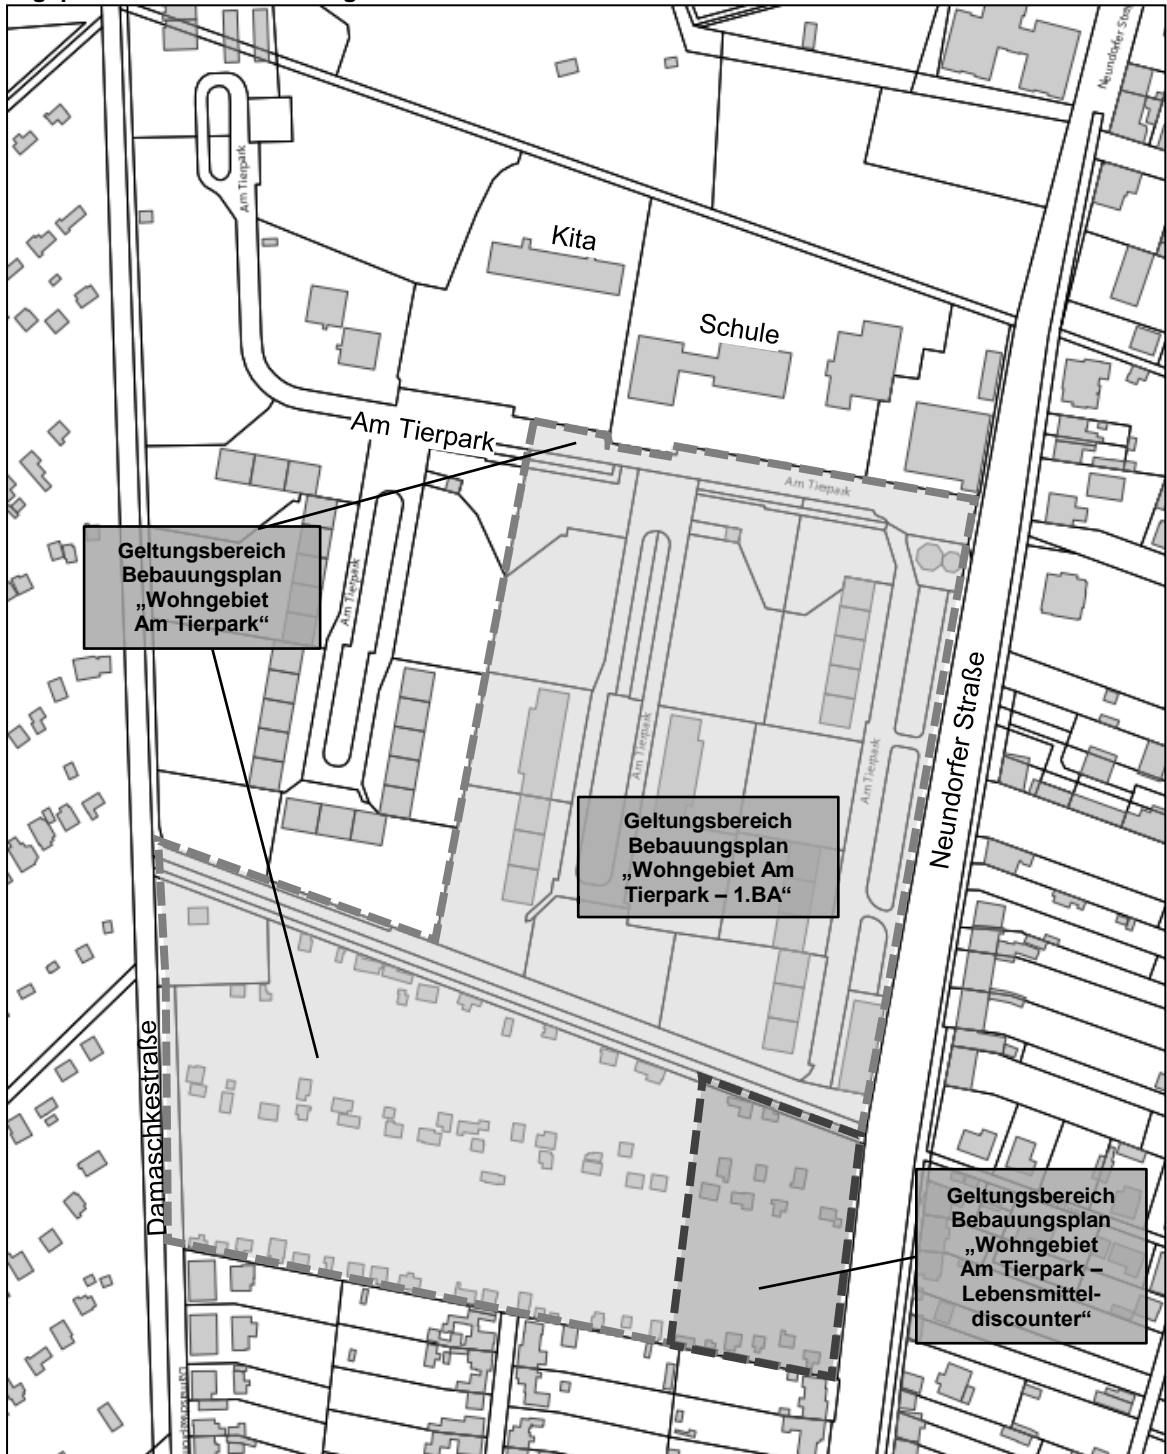 Neundorfer
Am Tierpark
Kita
Schule
Am Tierpark
Am Tierpark
Geltungsbereich
Bebauungsplan
„Wohngebiet
Am Tierpark“
Am Tierpark
Neundorfer Straße
Am Tierpark
Am Tierpark
Geltungsbereich
Bebauungsplan
„Wohngebiet Am
Tierpark – 1.BA“
Damaschkestraße
Geltungsbereich
Bebauungsplan
„Wohngebiet
Am Tierpark –
Lebensmittel-
discounter“